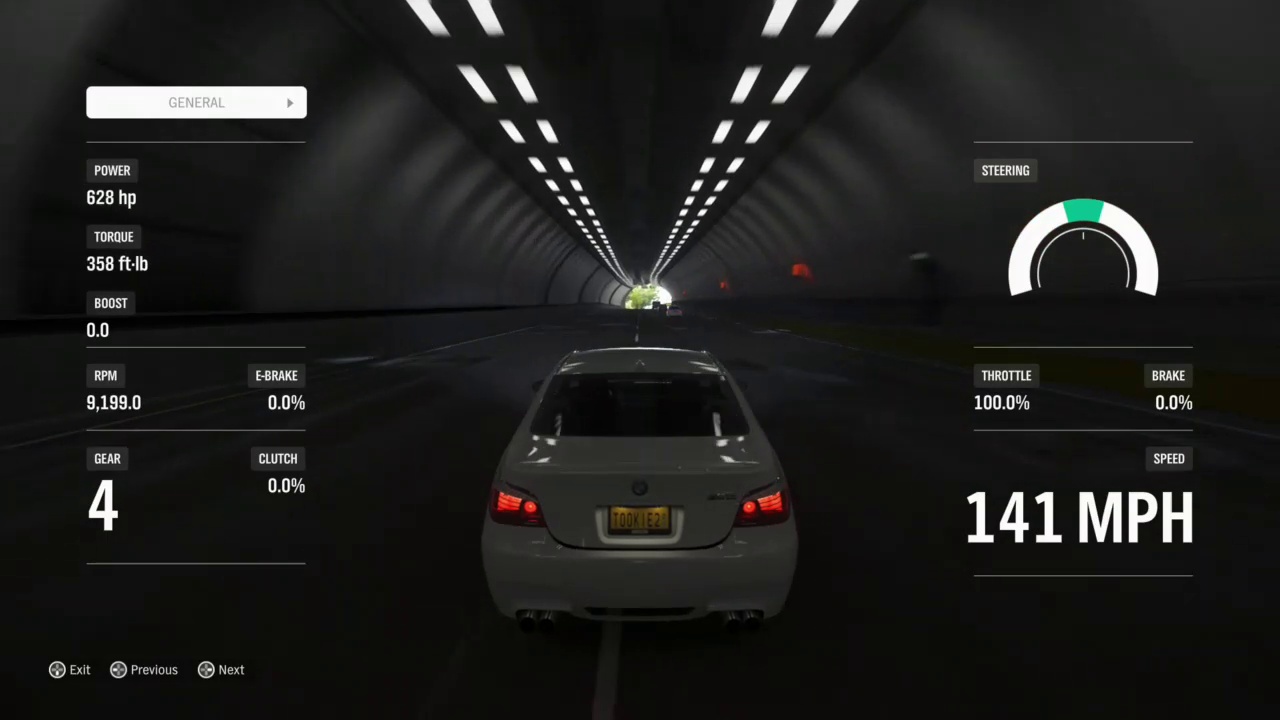 GENERAL
POWER
628 hp
TORQUE
358 ft·lb
BOOST
0.0
RPM
E-BRAKE
9,199.0
0.0%
GEAR
CLUTCH
4
0.0%
STEERING
THROTTLE
BRAKE
100.0%
0.0%
SPEED
141 MPH
TOOKIE2
Exit
Previous
Next